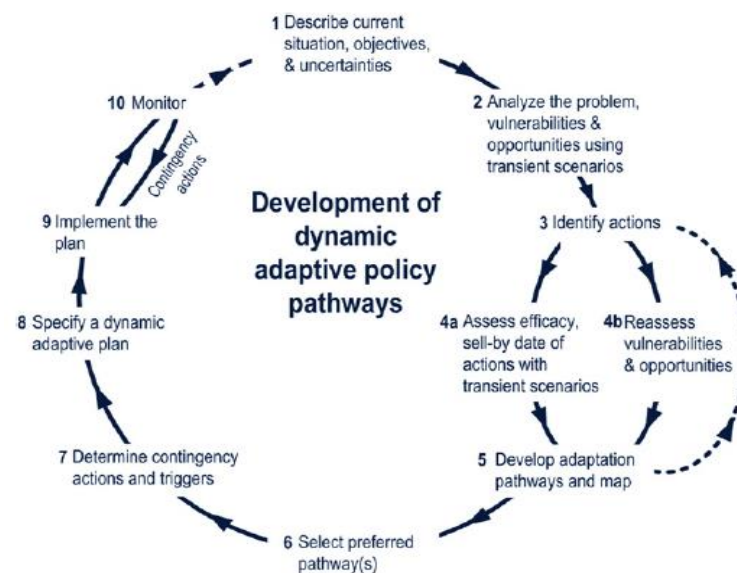 1 Describe current
situation, objectives,
& uncertainties
2 Analyze the problem,
vulnerabilities &
opportunities using
transient scenarios
3 Identify actions
4a Assess efficacy,
sell-by date of
actions with
transient scenarios
4b Reassess
vulnerabilities
& opportunities
5 Develop adaptation
pathways and map
6 Select preferred
pathway(s)
7 Determine contingency
actions and triggers
8 Specify a dynamic
adaptive plan
9 Implement the
plan
10 Monitor
Contingency
actions
Development of
dynamic
adaptive policy
pathways